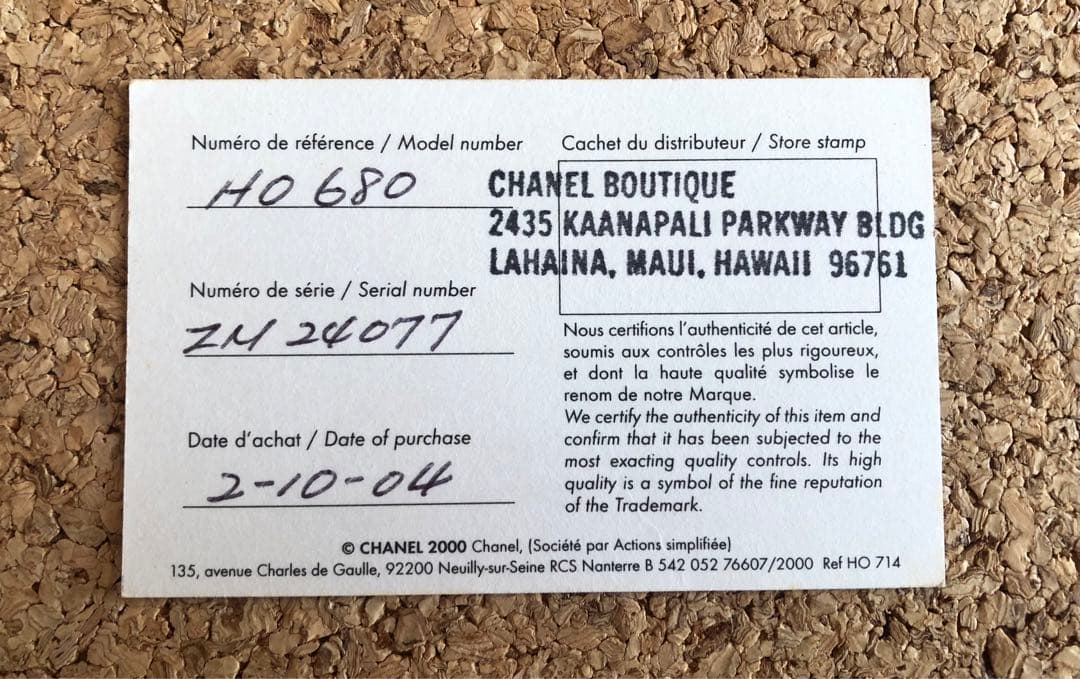 Numéro de référence / Model number
HO 680
Cachet du distributeur / Store stamp
CHANEL BOUTIQUE
2435 KAANAPALI PARKWAY BLDG
LAHAINA, MAUI, HAWAII 96761
Numéro de série / Serial number
ZM 24077
Date d'achat / Date of purchase
2-10-04
Nous certifions l'authenticité de cet article,
soumis aux contrôles les plus rigoureux,
et dont la haute qualité symbolise le
renom de notre Marque.
We certify the authenticity of this item and
confirm that it has been subjected to the
most exacting quality controls. Its high
quality is a symbol of the fine reputation
of the Trademark.
© CHANEL 2000 Chanel, (Société par Actions simplifiée)
135, avenue Charles de Gaulle, 92200 Neuilly-sur-Seine RCS Nanterre B 542 052 76607/2000 Ref HO 714